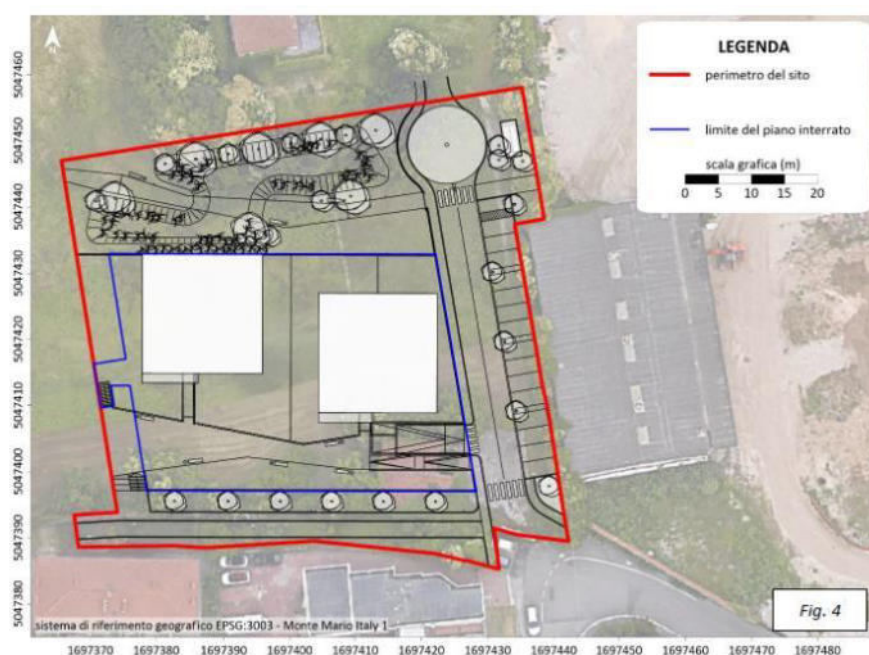 LEGENDA
perimetro del sito
limite del piano interrato
scala grafica (m)
0 5 10 15 20
5047460
5047450
5047440
5047430
5047420
5047410
5047400
5047390
5047380
Fig. 4
sistema di riferimento geografico EPSG:3003 - Monte Mario Italy 1
1697370 1697380 1697390 1697400 1697410 1697420 1697430 1697440 1697450 1697460 1697470 1697480